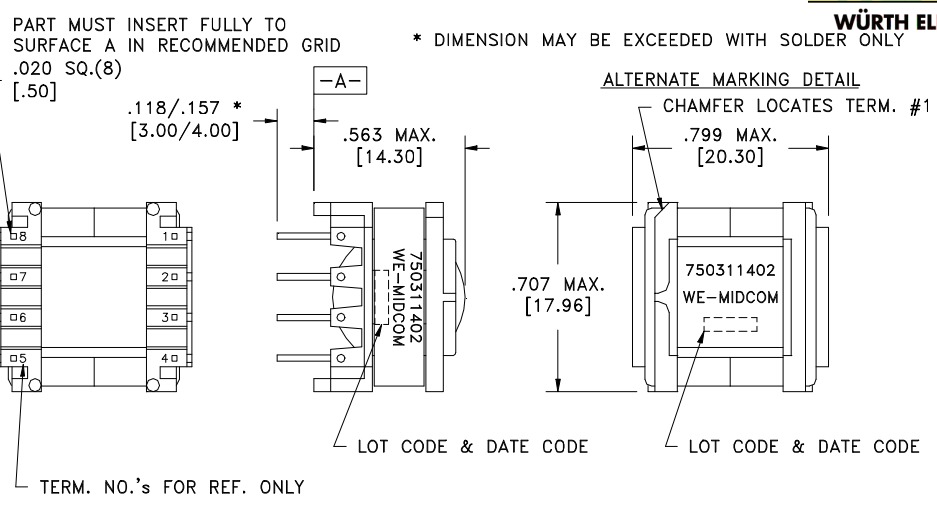 PART MUST INSERT FULLY TO
SURFACE A IN RECOMMENDED GRID
.020 SQ.(8)
[.50]
WÜRTH EL
* DIMENSION MAY BE EXCEEDED WITH SOLDER ONLY
-A-
ALTERNATE MARKING DETAIL
CHAMFER LOCATES TERM. #1
.118/.157 *
[3.00/4.00]
.563 MAX.
[14.30]
.799 MAX.
[20.30]
8
1
7
2
6
3
5
4
750311402
WE-MIDCOM
.707 MAX.
[17.96]
750311402
WE-MIDCOM
LOT CODE & DATE CODE
LOT CODE & DATE CODE
TERM. NO.'s FOR REF. ONLY